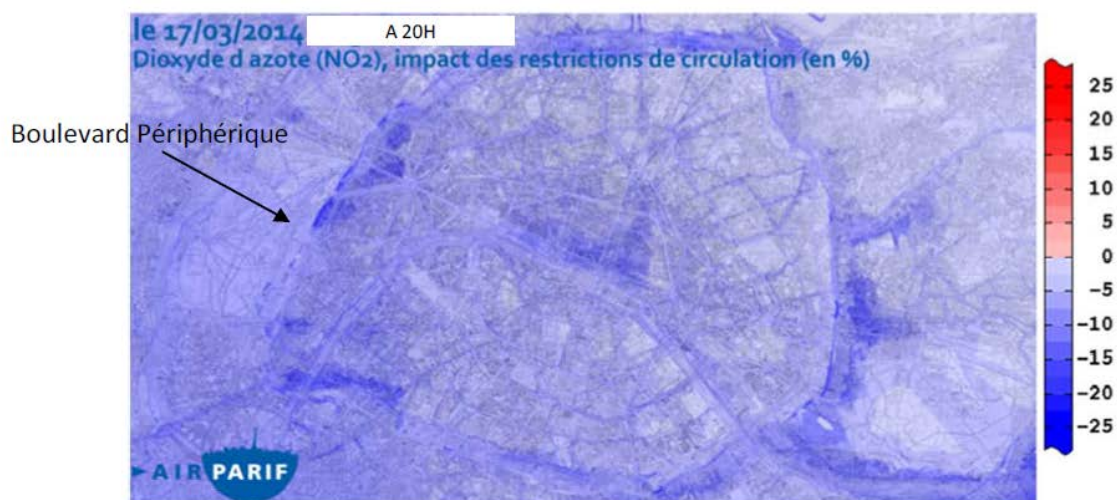 le 17/03/2014
A 20H
Dioxyde d azote (NO2), impact des restrictions de circulation (en %)
Boulevard Périphérique
25
20
15
10
5
0
−5
−10
−15
−20
−25
AIRPARIF